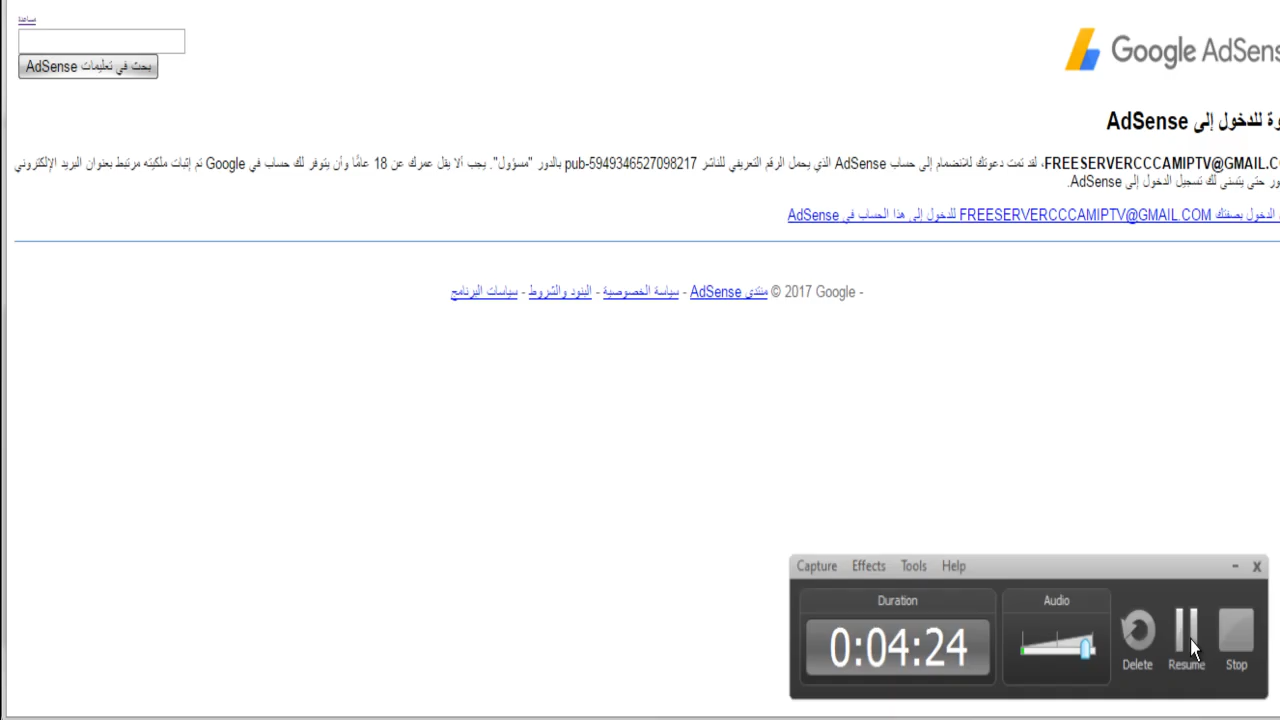 مساعدة
بحث في تعليمات AdSense
Google AdSens
للدخول إلى AdSense
FREESERVERCCCAMIPTV@GMAIL.CO، لقد تمت دعوتك للانضمام إلى حساب AdSense الذي يحمل الرقم التعريفي للناشر pub-5949346527098217 بالدور "مسؤول". يجب ألا يقل عمرك عن 18 عامًا وأن يتوفر لك حساب في Google تم إثبات ملكيته مرتبط بعنوان البريد الإلكتروني
حتى يتسنى لك تسجيل الدخول إلى AdSense.
الدخول بصفتك FREESERVERCCCAMIPTV@GMAIL.COM للدخول إلى هذا الحساب في AdSense
- Google 2017 © منتدى AdSense - سياسة الخصوصية - البنود والشروط - سياسات البرنامج
Capture Effects Tools Help - x
Duration Audio
0:04:24
Delete Resume Stop